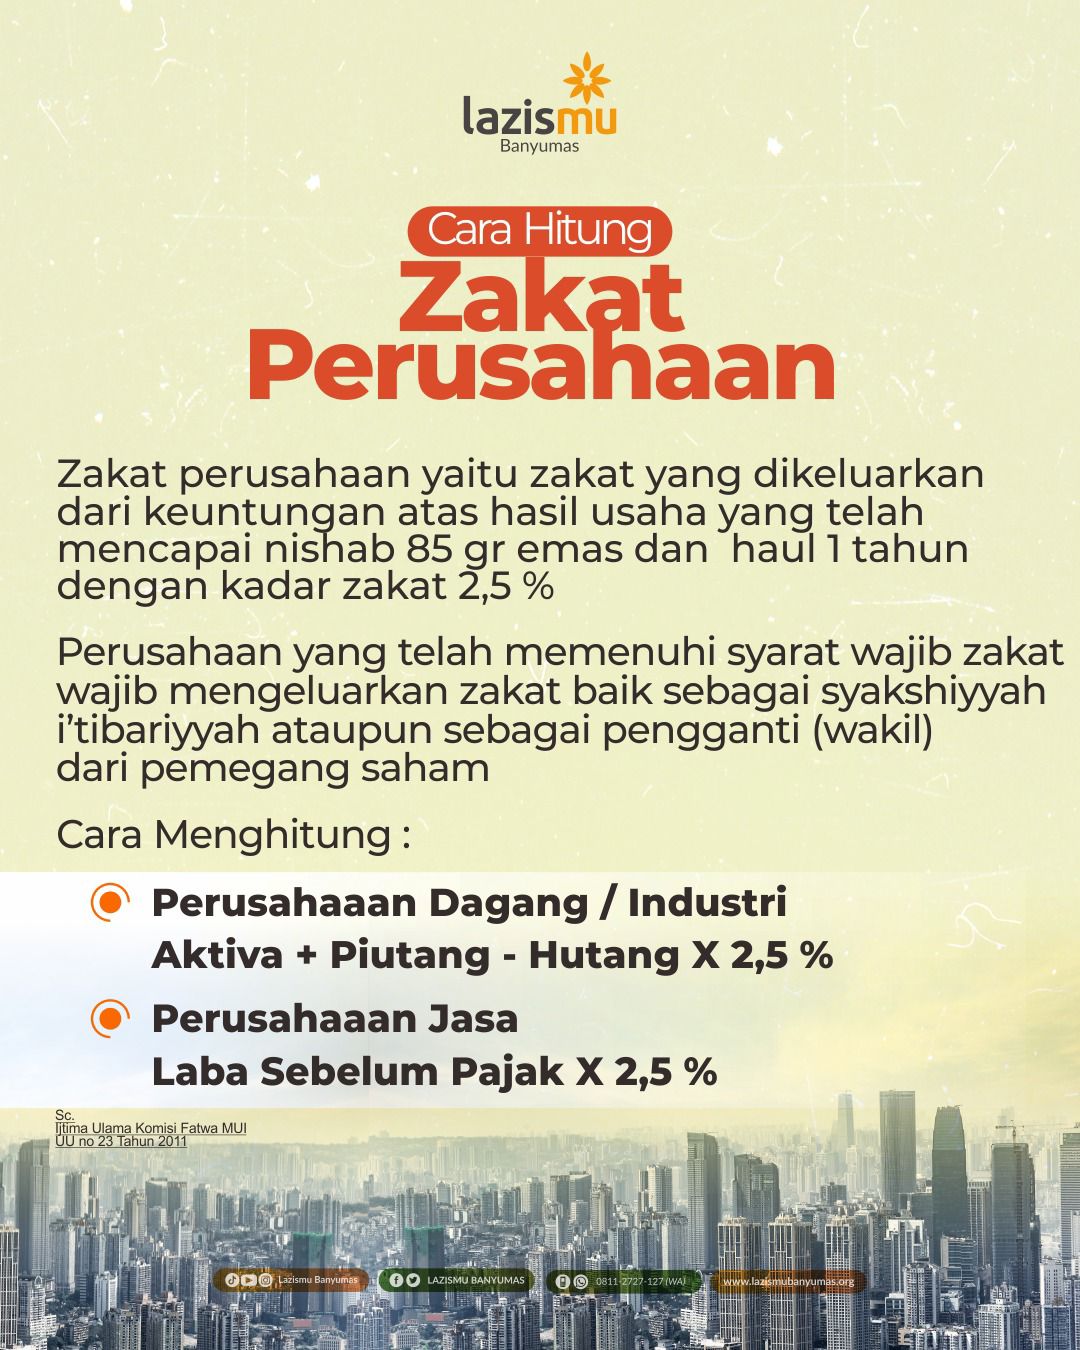 lazismu
Banyumas
Cara Hitung
Zakat
Perusahaan
Zakat perusahaan yaitu zakat yang dikeluarkan
dari keuntungan atas hasil usaha yang telah
mencapai nishab 85 gr emas dan  haul 1 tahun
dengan kadar zakat 2,5 %
Perusahaan yang telah memenuhi syarat wajib zakat
wajib mengeluarkan zakat baik sebagai syakshiyyah
i’tibariyyah ataupun sebagai pengganti (wakil)
dari pemegang saham
Cara Menghitung :
Perusahaaan Dagang / Industri
Aktiva + Piutang - Hutang X 2,5 %
Perusahaaan Jasa
Laba Sebelum Pajak X 2,5 %
Sc.
Ijtima Ulama Komisi Fatwa MUI
UU no 23 Tahun 2011
Lazismu Banyumas
LAZISMU BANYUMAS
0811-2727-127 (WA)
www.lazismubanyumas.org